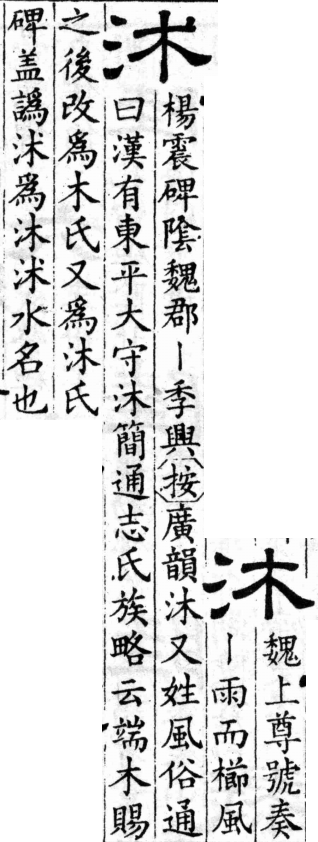 沐
魏上尊號奏
丨雨而櫛風
沐
楊震碑陰魏郡丨季興按廣韻沐又姓風俗通
曰漢有東平大守沐簡通志氏族略云端木賜
之後改爲木氏又爲沐氏
碑盖譌沭爲沐沭水名也